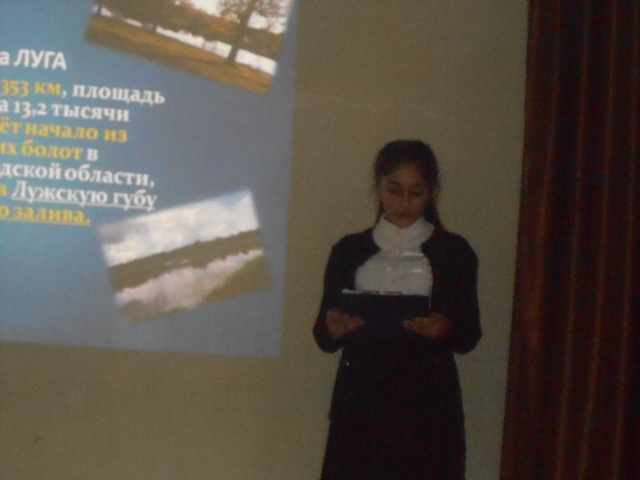 а ЛУГА
353 км, площадь
а 13,2 тысячи
ёт начало из
их болот в
дской области,
в Лужскую губу
о залива.